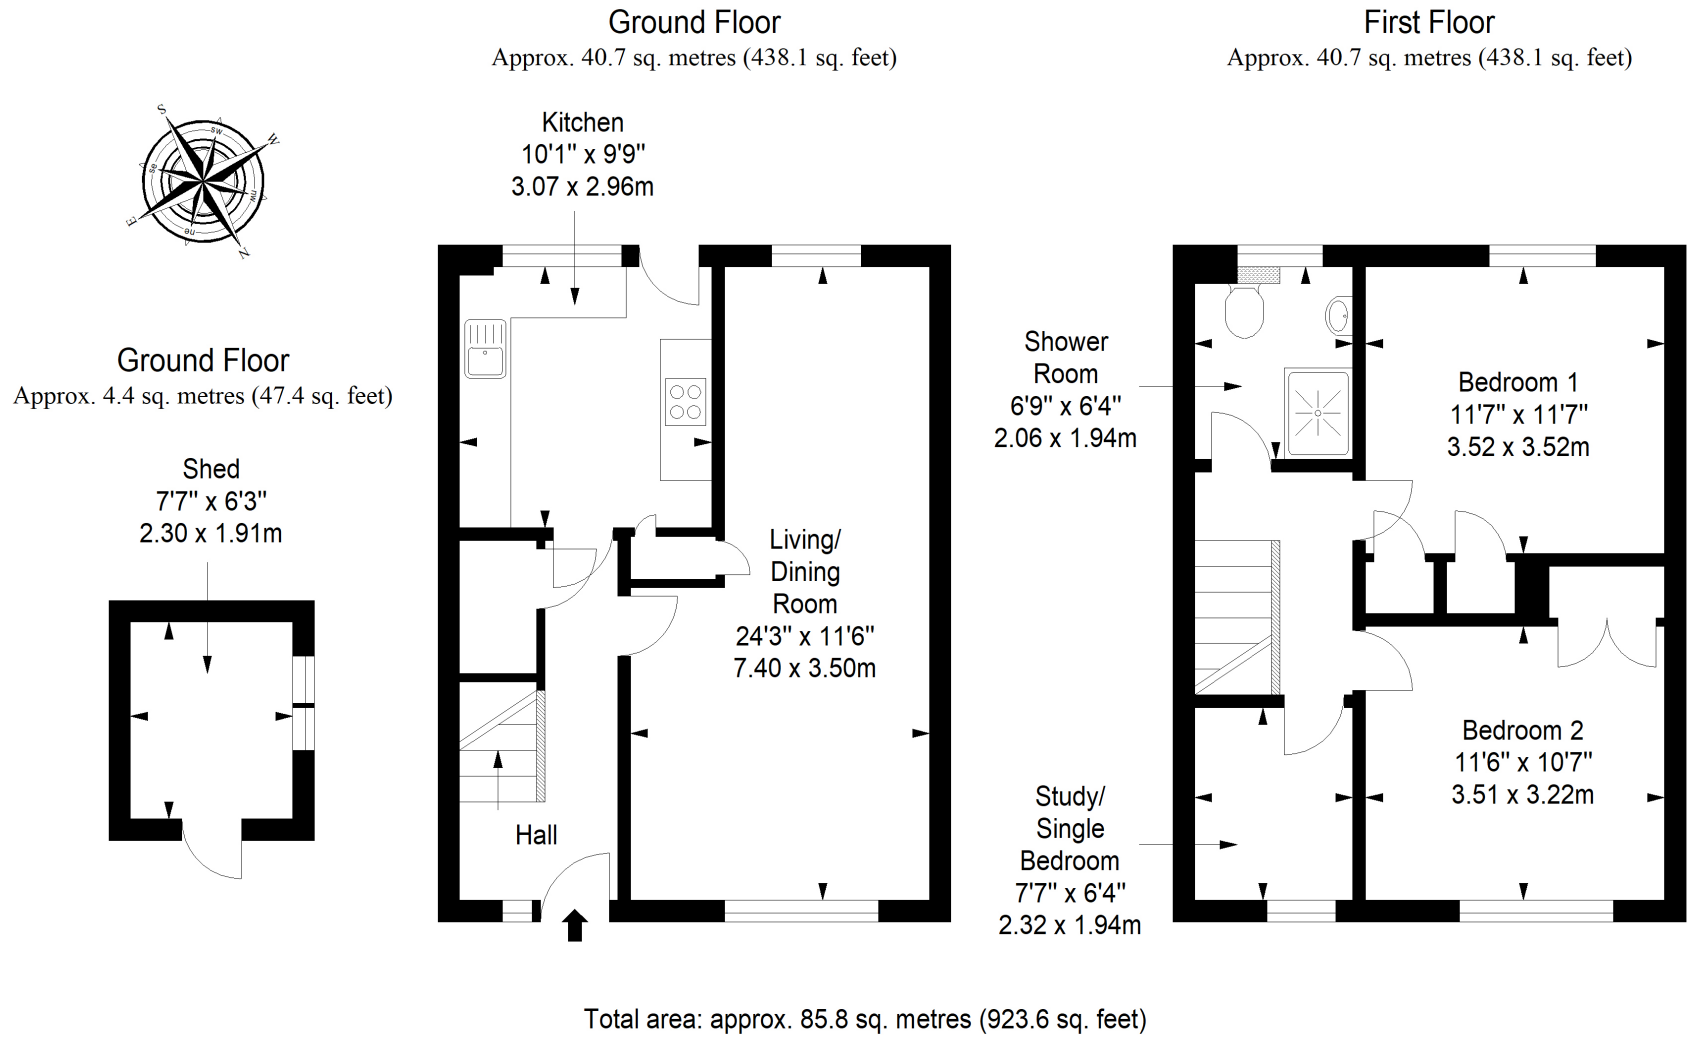 Ground Floor
Approx. 40.7 sq. metres (438.1 sq. feet)
First Floor
Approx. 40.7 sq. metres (438.1 sq. feet)
S
sw
W
se
nw
E
ne
N
Kitchen
10'1" x 9'9"
3.07 x 2.96m
Ground Floor
Approx. 4.4 sq. metres (47.4 sq. feet)
Shed
7'7" x 6'3"
2.30 x 1.91m
Living/
Dining
Room
24'3" x 11'6"
7.40 x 3.50m
Hall
Shower
Room
6'9" x 6'4"
2.06 x 1.94m
Bedroom 1
11'7" x 11'7"
3.52 x 3.52m
Bedroom 2
11'6" x 10'7"
3.51 x 3.22m
Study/
Single
Bedroom
7'7" x 6'4"
2.32 x 1.94m
Total area: approx. 85.8 sq. metres (923.6 sq. feet)